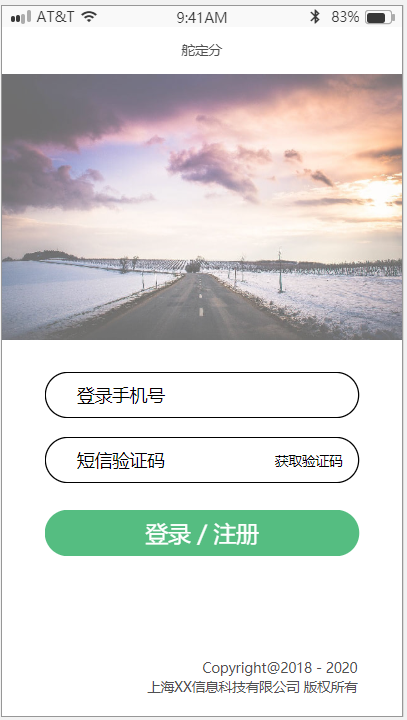 AT&T 9:41AM 83%
舵定分
登录手机号
短信验证码 获取验证码
登录 / 注册
Copyright@2018 - 2020
上海XX信息科技有限公司 版权所有